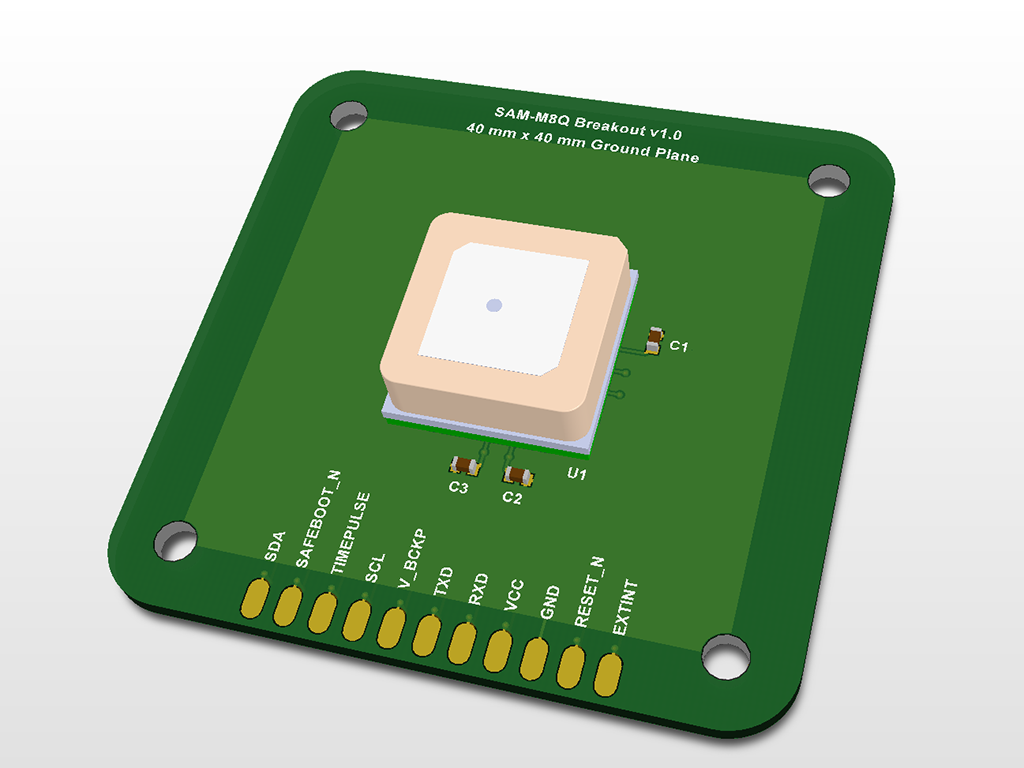 SAM-M8Q Breakout v1.0
40 mm x 40 mm Ground Plane
C1
C3
C2
U1
SDA
SAFEBOOT_N
TIMEPULSE
SCL
V_BCKP
TXD
RXD
VCC
GND
RESET_N
EXTINT